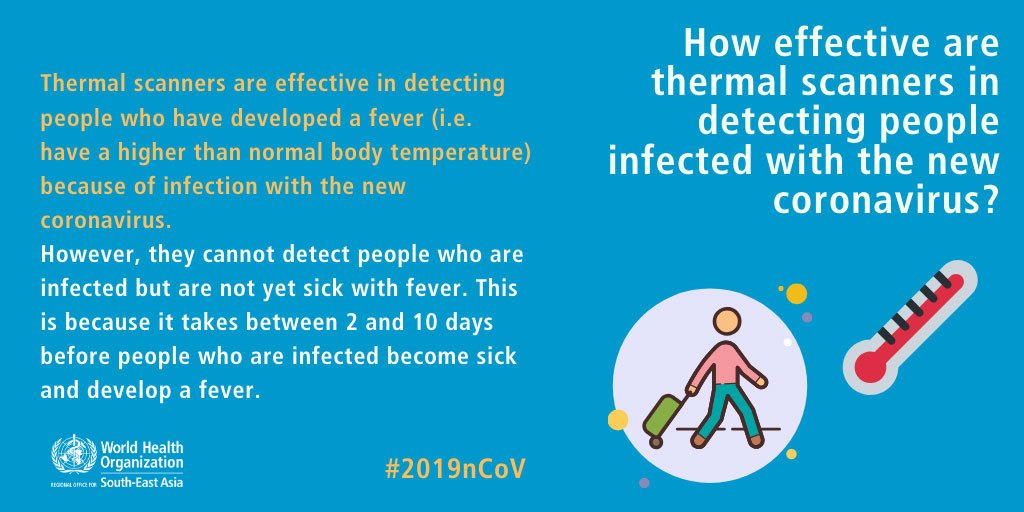 Thermal scanners are effective in detecting
people who have developed a fever (i.e.
have a higher than normal body temperature)
because of infection with the new
coronavirus.
However, they cannot detect people who are
infected but are not yet sick with fever. This
is because it takes between 2 and 10 days
before people who are infected become sick
and develop a fever.
World Health
Organization
REGIONAL OFFICE FOR South-East Asia
#2019nCoV
How effective are
thermal scanners in
detecting people
infected with the new
coronavirus?